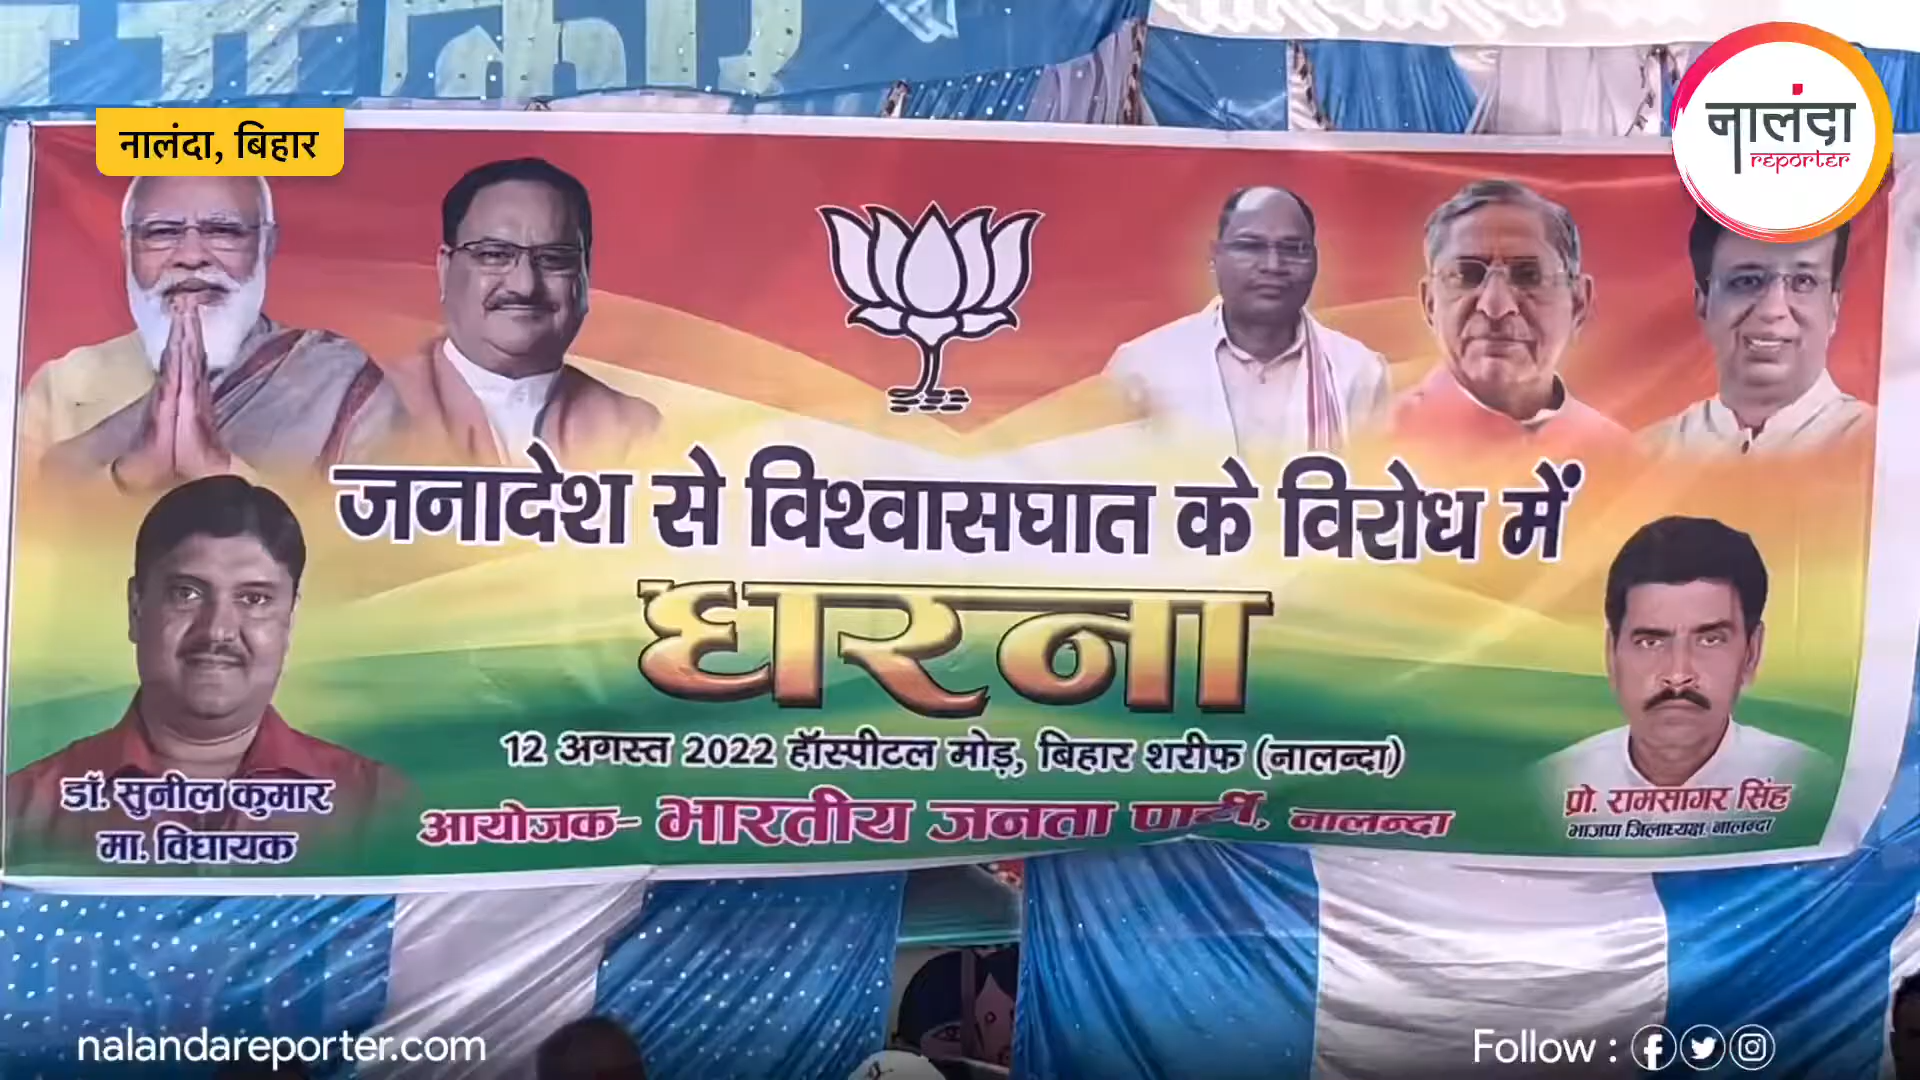 नालंदा, बिहार
नालंदा
reporter
जनादेश से विश्वासघात के विरोध में
धरना
12 अगस्त 2022 हॉस्पीटल मोड़, बिहार शरीफ (नालन्दा)
आयोजक- भारतीय जनता पार्टी, नालन्दा
डॉ. सुनील कुमार
मा. विधायक
प्रो. रामसागर सिंह
भाजपा जिलाध्यक्ष, नालन्दा
nalandareporter.com
Follow :